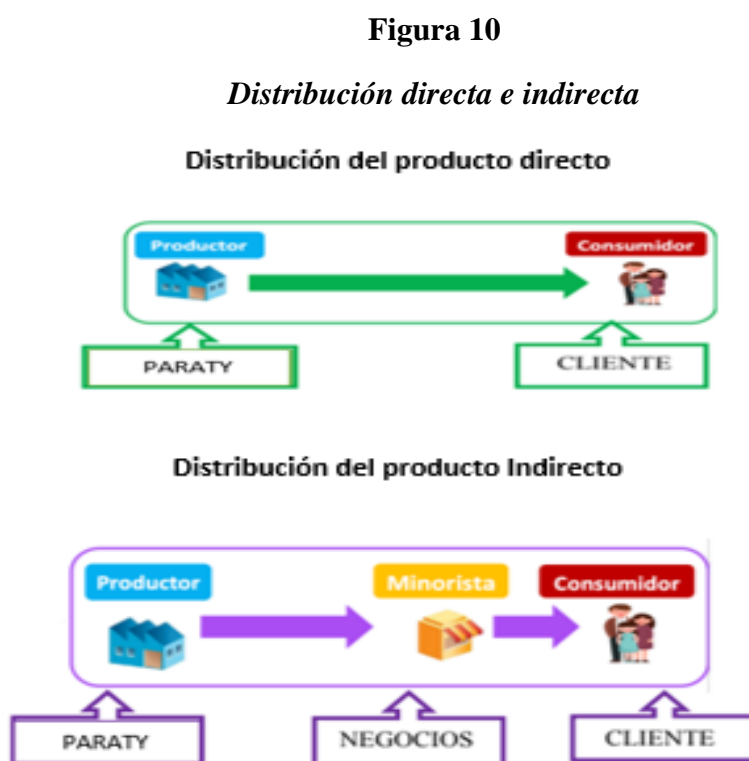 Figura 10
Distribución directa e indirecta
Distribución del producto directo
Productor Consumidor
PARATY CLIENTE
Distribución del producto Indirecto
Productor Minorista Consumidor
PARATY NEGOCIOS CLIENTE